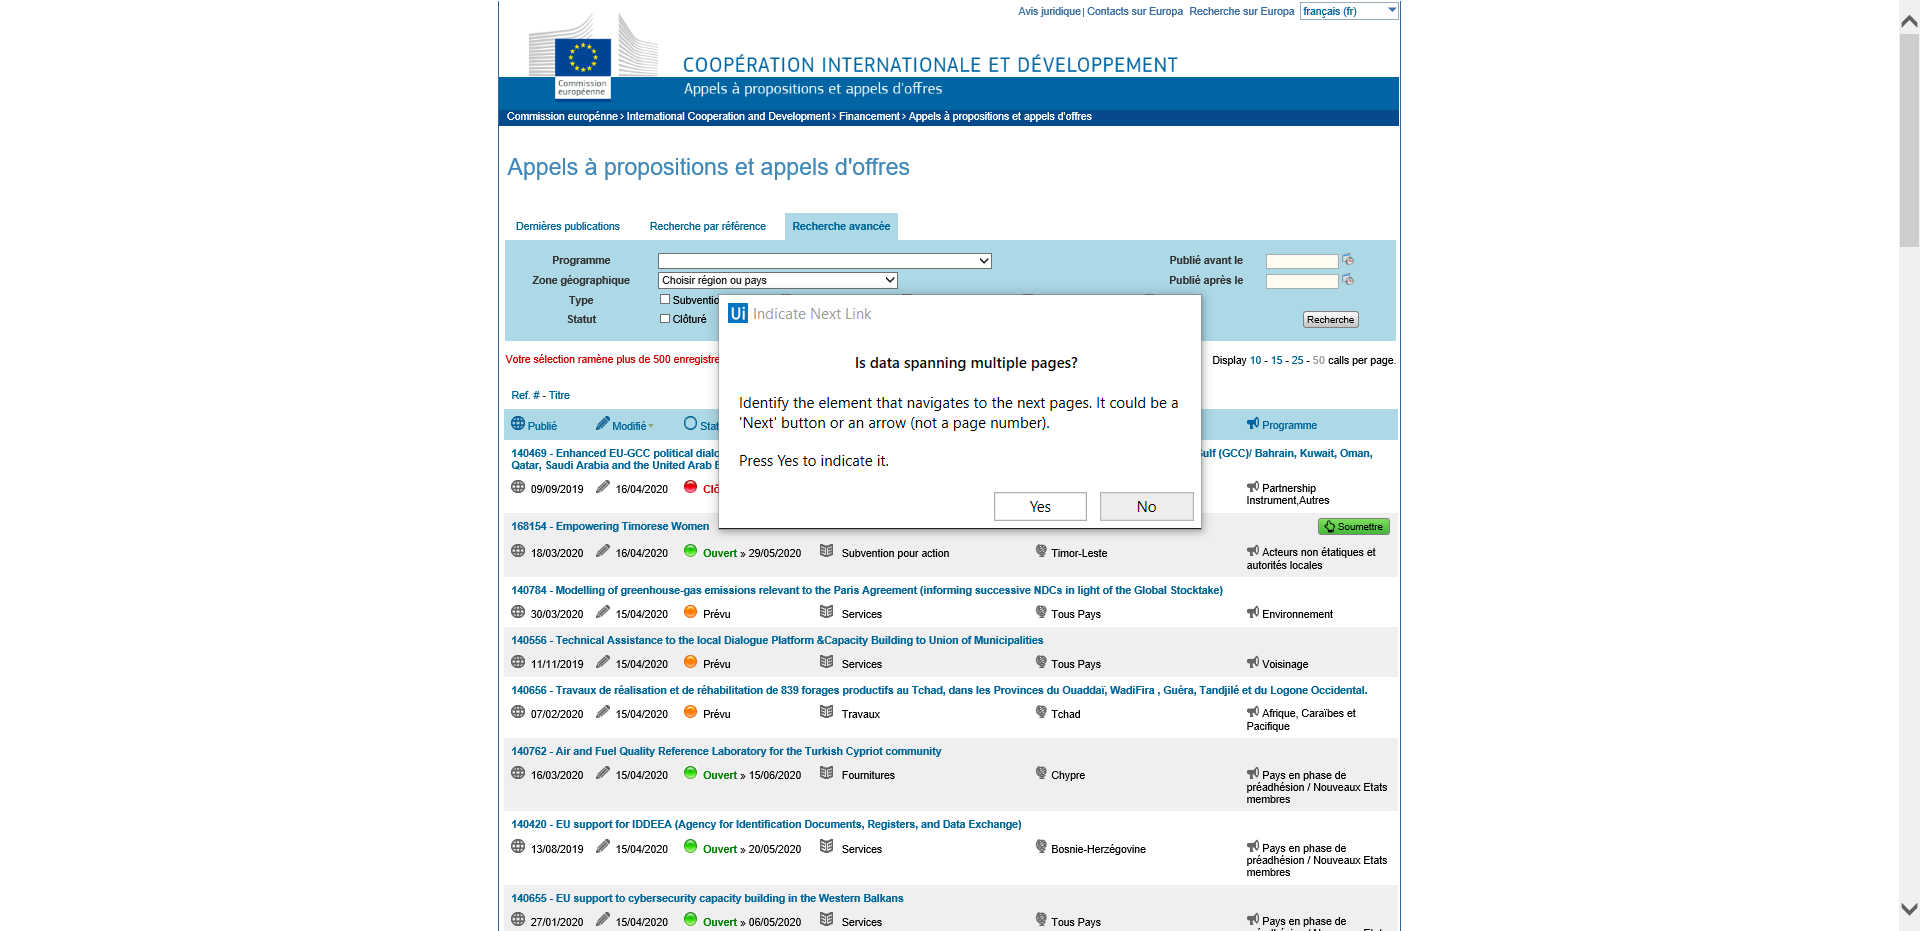 Avis juridique | Contacts sur Europa Recherche sur Europa français (fr)
Commission
européenne
COOPÉRATION INTERNATIONALE ET DÉVELOPPEMENT
Appels à propositions et appels d'offres
Commission europénne > International Cooperation and Development > Financement > Appels à propositions et appels d'offres
Appels à propositions et appels d'offres
Dernières publications Recherche par référence Recherche avancée
Programme Publié avant le
Zone géographique Choisir région ou pays Publié après le
Type Subventio
Statut Clôturé Recherche
Ui Indicate Next Link
Is data spanning multiple pages?
Identify the element that navigates to the next pages. It could be a
'Next' button or an arrow (not a page number).
Press Yes to indicate it.
Yes No
Votre sélection ramène plus de 500 enregistre Display 10 - 15 - 25 - 50 calls per page.
Ref. # - Titre
Publié Modifié Stat Programme
140469 - Enhanced EU-GCC political dialo ulf (GCC)/ Bahrain, Kuwait, Oman,
Qatar, Saudi Arabia and the United Arab E
09/09/2019 16/04/2020 Clô Partnership
Instrument,Autres
168154 - Empowering Timorese Women Soumettre
18/03/2020 16/04/2020 Ouvert » 29/05/2020 Subvention pour action Timor-Leste Acteurs non étatiques et
autorités locales
140784 - Modelling of greenhouse-gas emissions relevant to the Paris Agreement (informing successive NDCs in light of the Global Stocktake)
30/03/2020 15/04/2020 Prévu Services Tous Pays Environnement
140556 - Technical Assistance to the local Dialogue Platform &Capacity Building to Union of Municipalities
11/11/2019 15/04/2020 Prévu Services Tous Pays Voisinage
140656 - Travaux de réalisation et de réhabilitation de 839 forages productifs au Tchad, dans les Provinces du Ouaddaï, WadiFira , Guéra, Tandjilé et du Logone Occidental.
07/02/2020 15/04/2020 Prévu Travaux Tchad Afrique, Caraïbes et
Pacifique
140762 - Air and Fuel Quality Reference Laboratory for the Turkish Cypriot community
16/03/2020 15/04/2020 Ouvert » 15/06/2020 Fournitures Chypre Pays en phase de
préadhésion / Nouveaux Etats
membres
140420 - EU support for IDDEEA (Agency for Identification Documents, Registers, and Data Exchange)
13/08/2019 15/04/2020 Ouvert » 20/05/2020 Services Bosnie-Herzégovine Pays en phase de
préadhésion / Nouveaux Etats
membres
140655 - EU support to cybersecurity capacity building in the Western Balkans
27/01/2020 15/04/2020 Ouvert » 06/05/2020 Services Tous Pays Pays en phase de